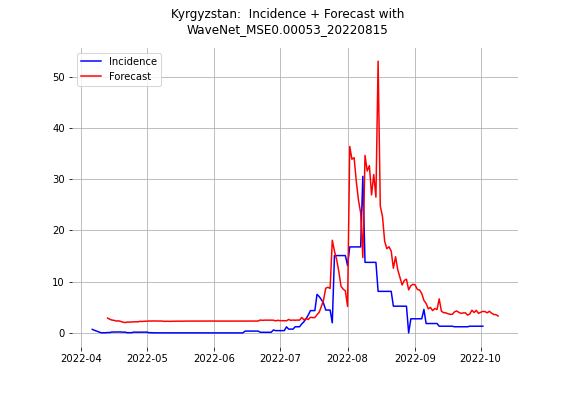 Kyrgyzstan:  Incidence + Forecast with
WaveNet_MSE0.00053_20220815
Incidence
Forecast
50
40
30
20
10
0
2022-04 2022-05 2022-06 2022-07 2022-08 2022-09 2022-10